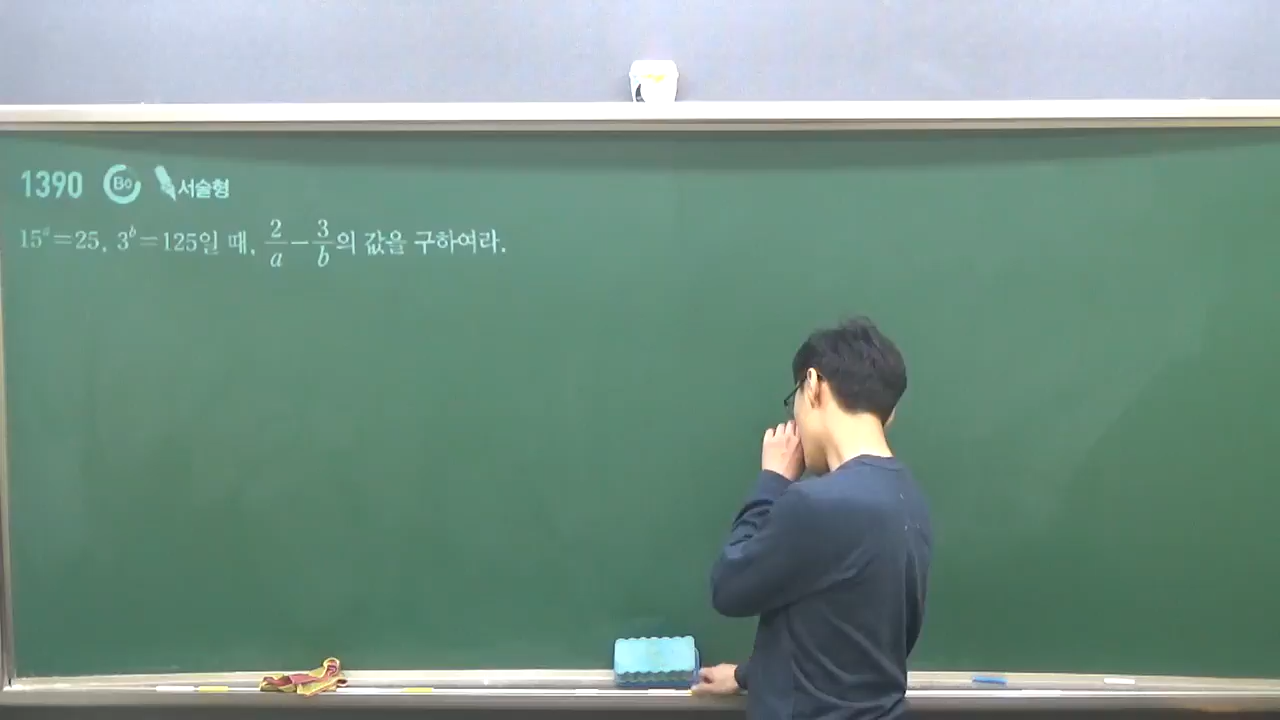 1390 Bo 서술형
15^a=25, 3^b=125일 때, 2/a-3/b의 값을 구하여라.